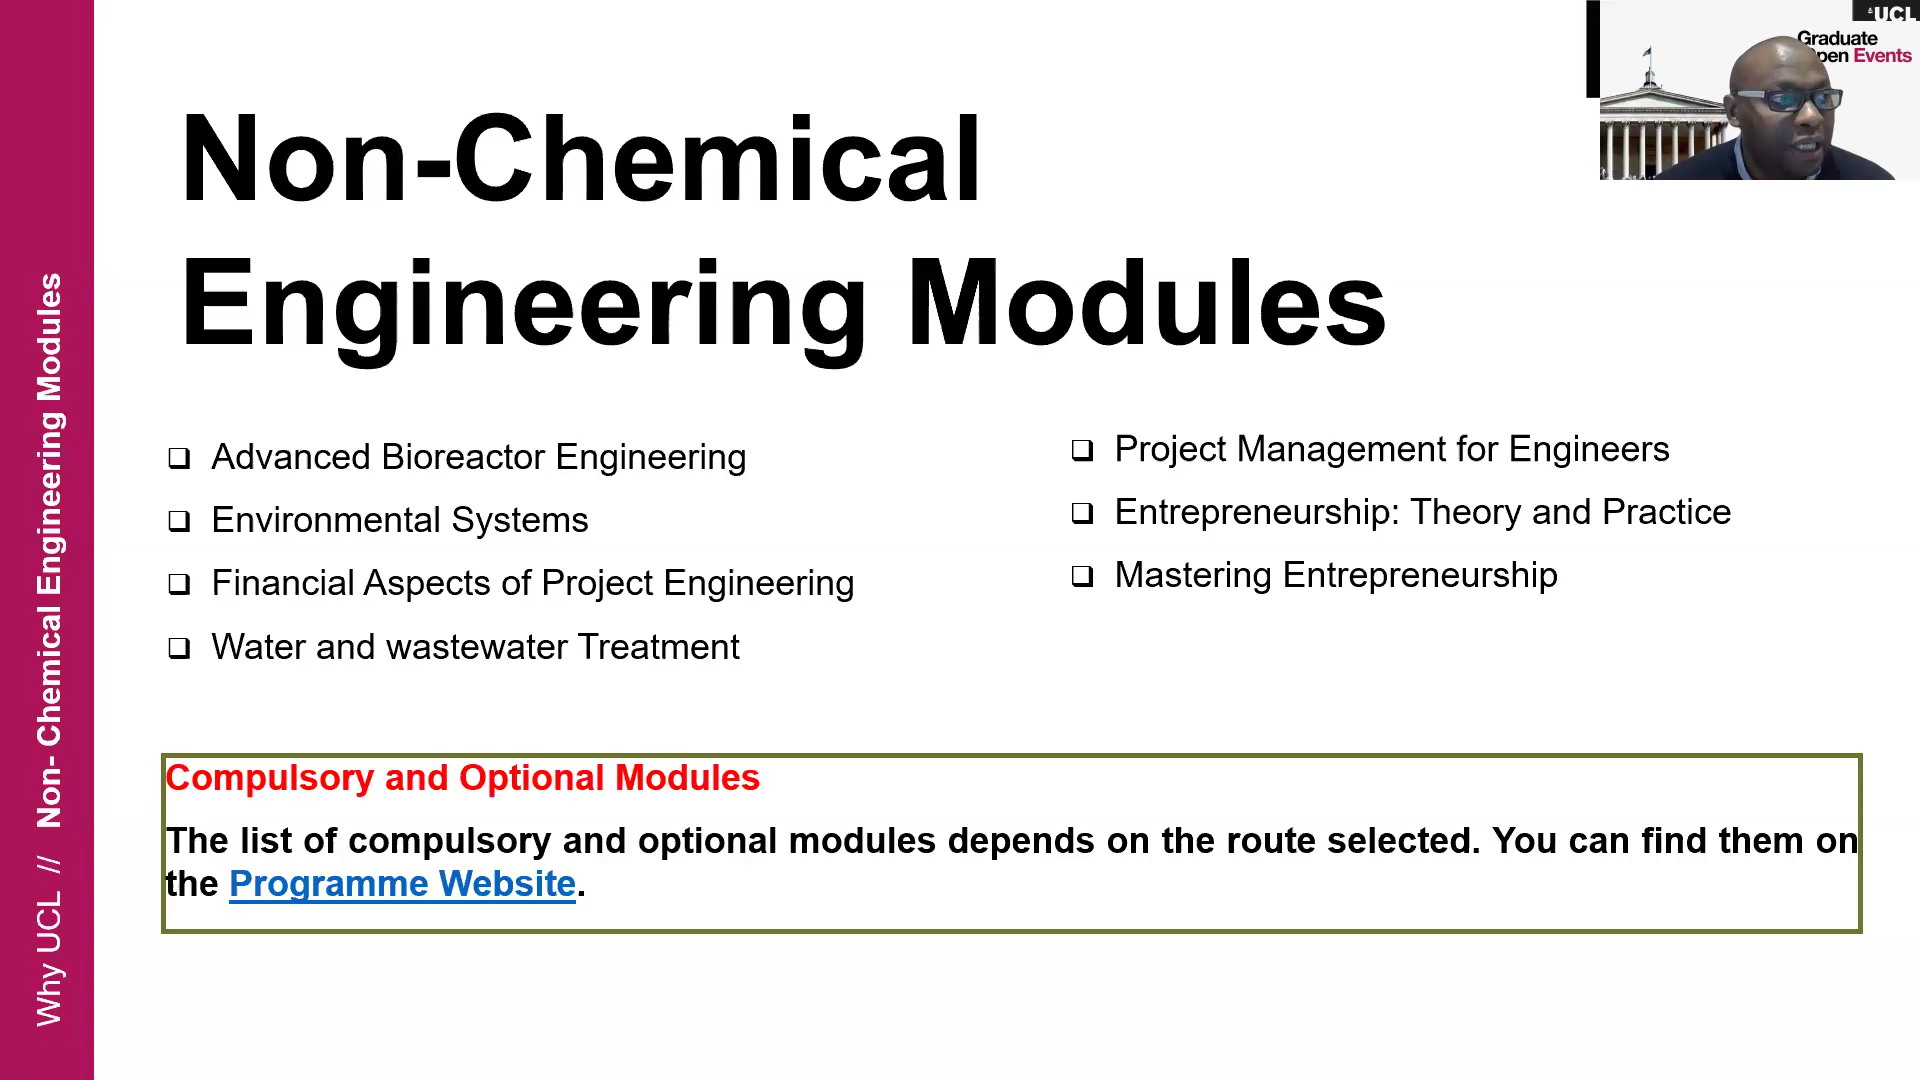 UCL
Graduate
Open Events
Non-Chemical
Engineering Modules
Advanced Bioreactor Engineering
Environmental Systems
Financial Aspects of Project Engineering
Water and wastewater Treatment
Project Management for Engineers
Entrepreneurship: Theory and Practice
Mastering Entrepreneurship
Compulsory and Optional Modules
The list of compulsory and optional modules depends on the route selected. You can find them on
the Programme Website.
Why UCL // Non- Chemical Engineering Modules